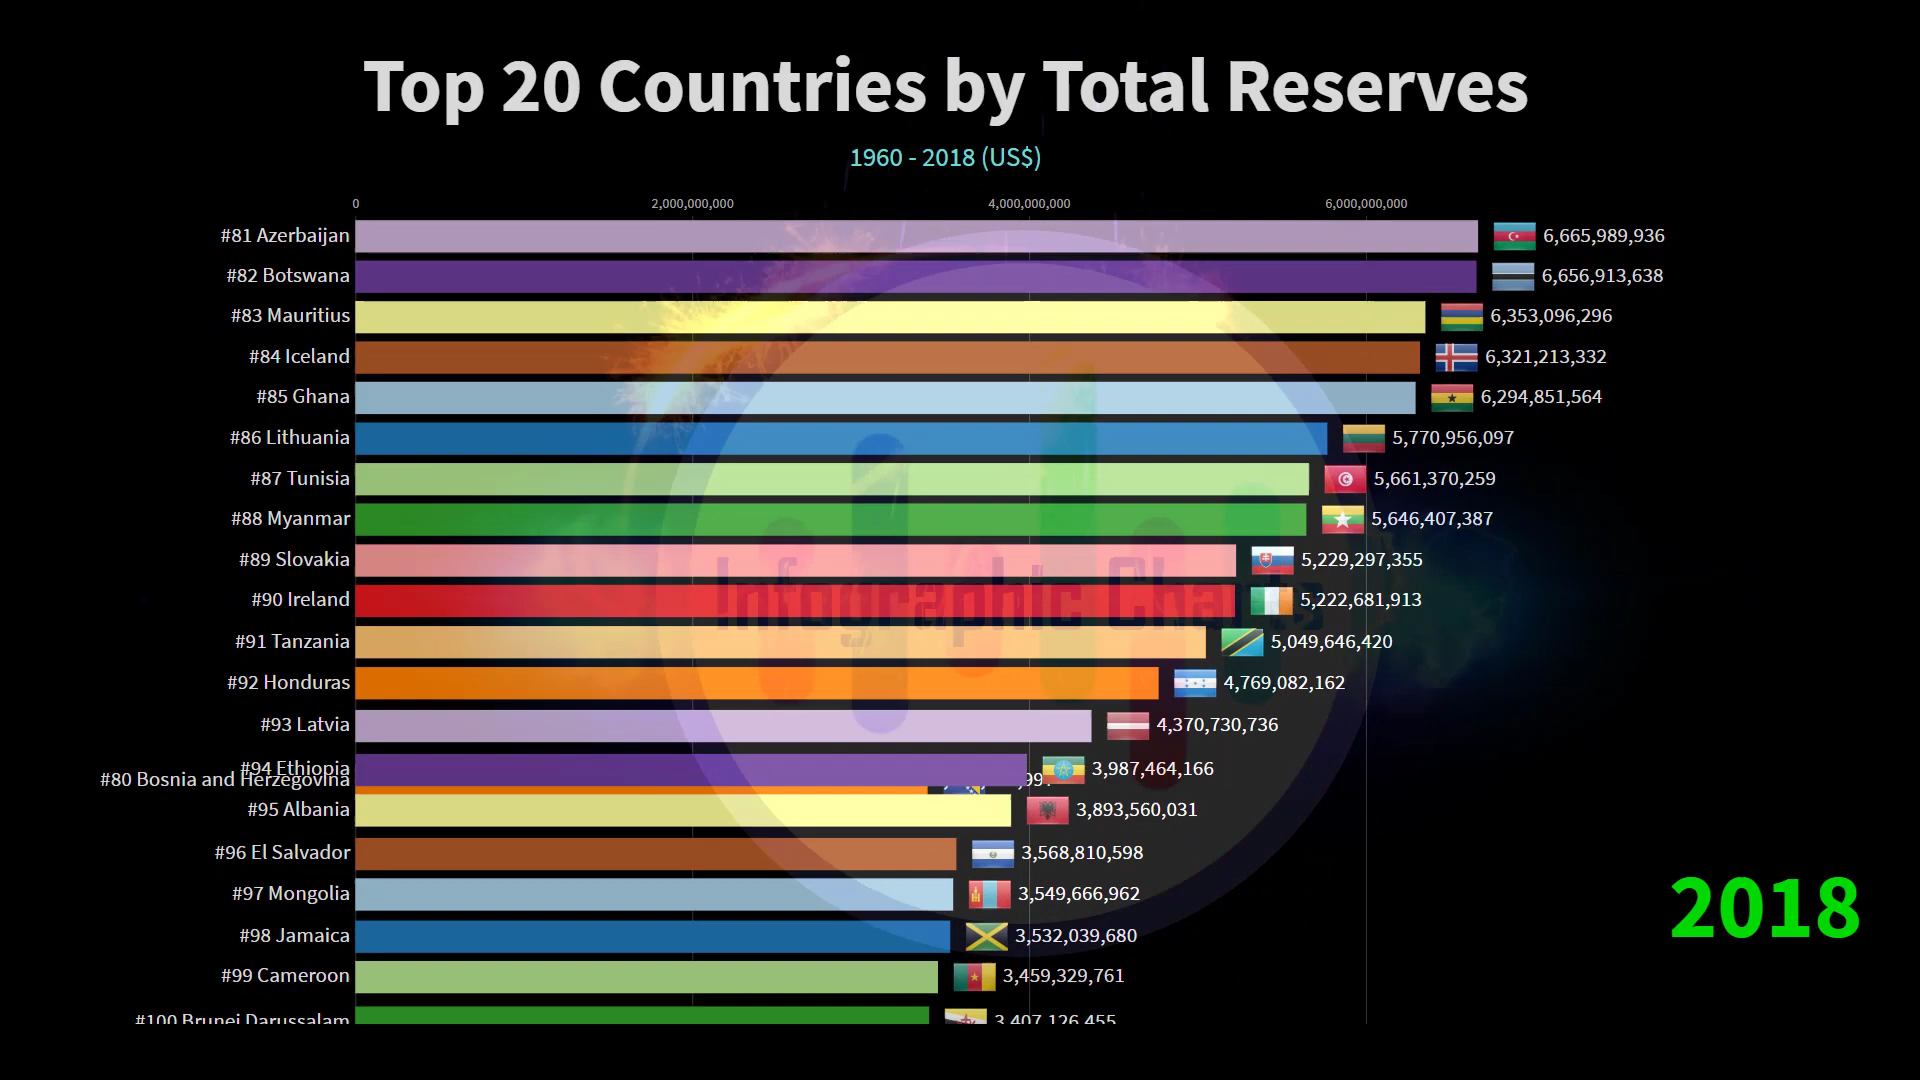 Top 20 Countries by Total Reserves
1960 - 2018 (US$)
0 2,000,000,000 4,000,000,000 6,000,000,000
#81 Azerbaijan 6,665,989,936
#82 Botswana 6,656,913,638
#83 Mauritius 6,353,096,296
#84 Iceland 6,321,213,332
#85 Ghana 6,294,851,564
#86 Lithuania 5,770,956,097
#87 Tunisia 5,661,370,259
#88 Myanmar 5,646,407,387
#89 Slovakia 5,229,297,355
#90 Ireland 5,222,681,913
Infographic Charts
#91 Tanzania 5,049,646,420
#92 Honduras 4,769,082,162
#93 Latvia 4,370,730,736
#94 Ethiopia 3,987,464,166
#80 Bosnia and Herzegovina
#95 Albania 3,893,560,031
#96 El Salvador 3,568,810,598
#97 Mongolia 3,549,666,962
#98 Jamaica 3,532,039,680
#99 Cameroon 3,459,329,761
#100 Brunei Darussalam 3,407,126,455
2018